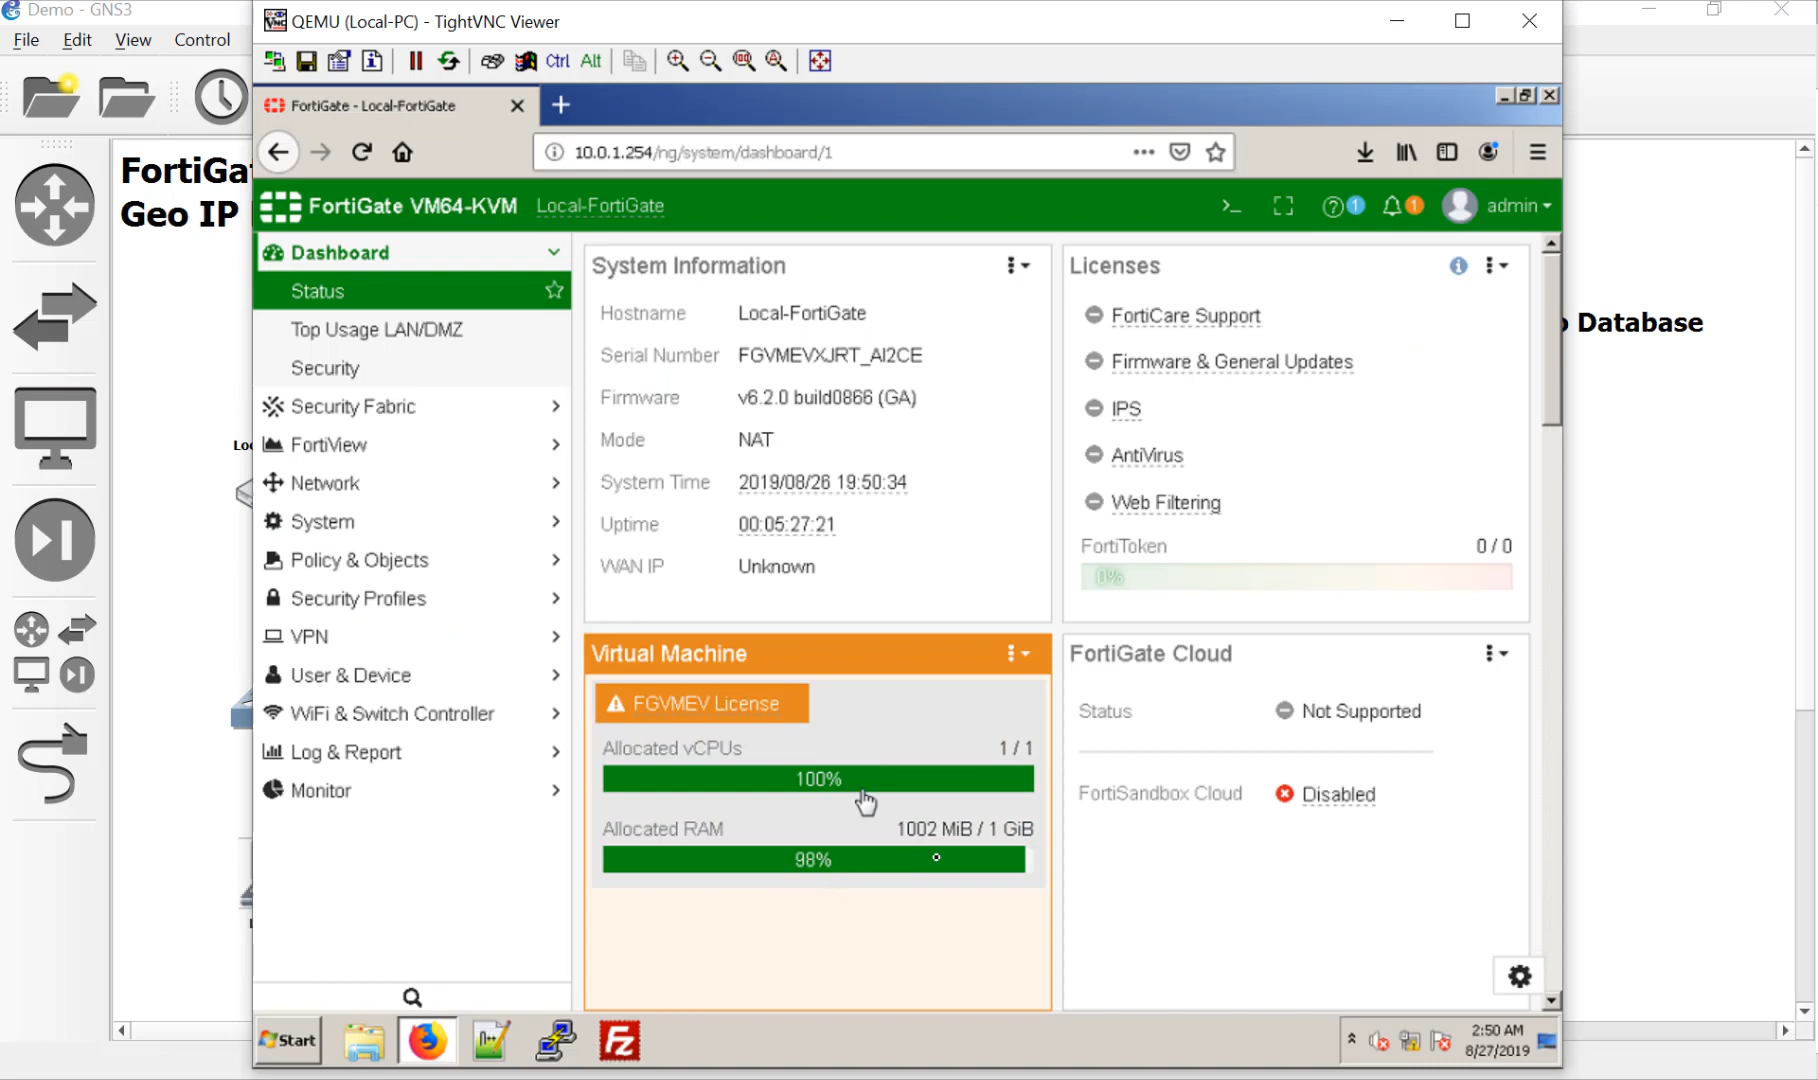 Demo - GNS3
File Edit View Control
FortiGa
Geo IP
Database
QEMU (Local-PC) - TightVNC Viewer
Ctrl Alt
FortiGate - Local-FortiGate
10.0.1.254/ng/system/dashboard/1
FortiGate VM64-KVM Local-FortiGate
>_ 1 1 admin
Dashboard
Status
Top Usage LAN/DMZ
Security
Security Fabric
FortiView
Network
System
Policy & Objects
Security Profiles
VPN
User & Device
WiFi & Switch Controller
Log & Report
Monitor
System Information
Hostname Local-FortiGate
Serial Number FGVMEVXJRT_AI2CE
Firmware v6.2.0 build0866 (GA)
Mode NAT
System Time 2019/08/26 19:50:34
Uptime 00:05:27:21
WAN IP Unknown
Licenses
FortiCare Support
Firmware & General Updates
IPS
AntiVirus
Web Filtering
FortiToken 0 / 0
0%
Virtual Machine
FGVMEV License
Allocated vCPUs 1 / 1
100%
Allocated RAM 1002 MiB / 1 GiB
98%
FortiGate Cloud
Status Not Supported
FortiSandbox Cloud Disabled
Start
2:50 AM
8/27/2019